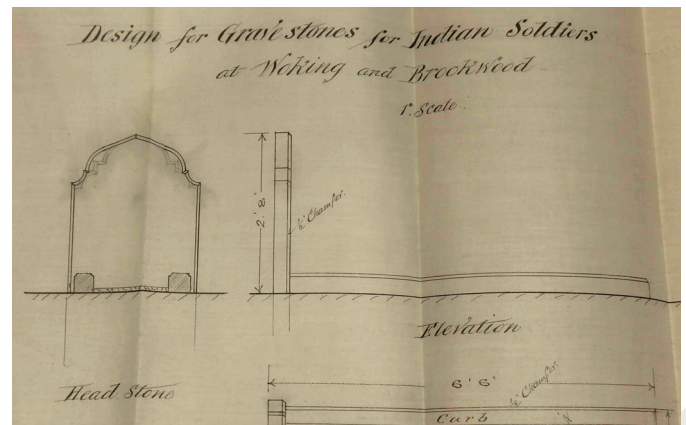 Design for Grave stones for Indian Soldiers
at Woking and Brockwood
1". Scale.
2' 8"
½" Chamfer.
Elevation
Head Stone
6' 6"
½" Chamfer.
Curb